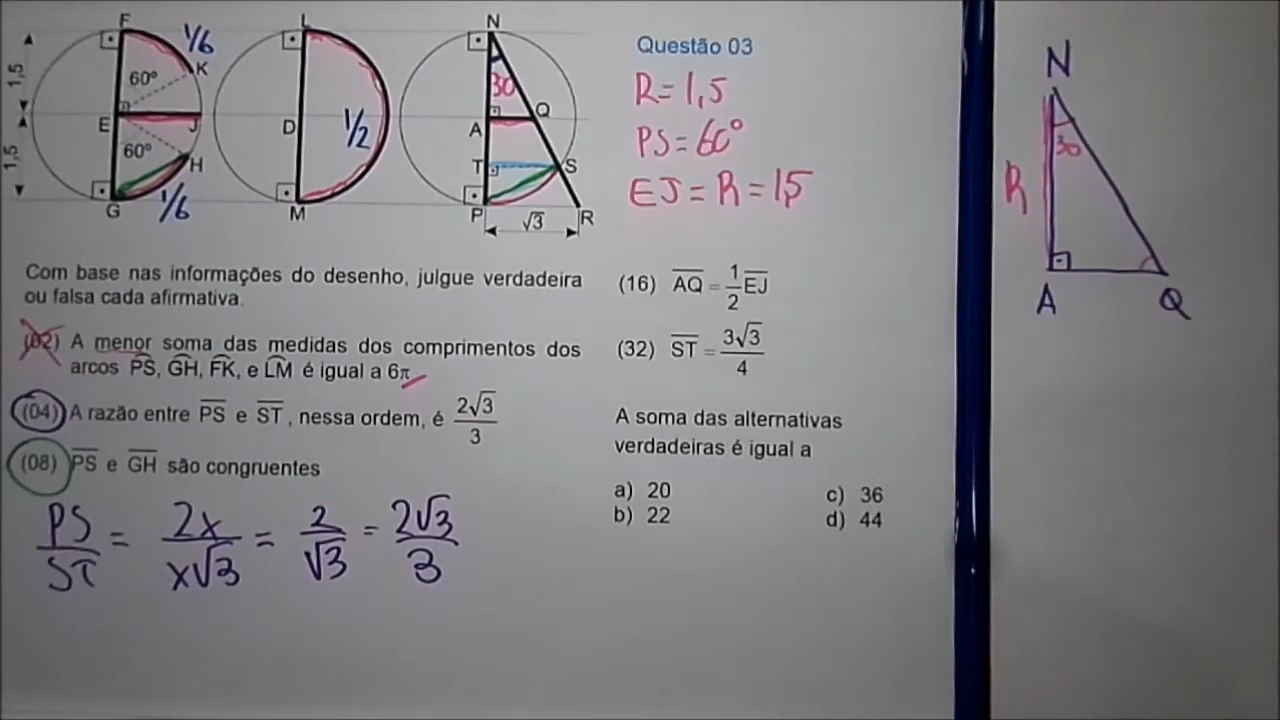 F
1/6
K
60º
1,5
E
J
1,5
60º
H
G
1/6
L
D
1/2
M
N
30
Q
A
T
S
P
R
√3
Com base nas informações do desenho, julgue verdadeira
ou falsa cada afirmativa.
(02) A menor soma das medidas dos comprimentos dos
arcos PS, GH, FK, e LM é igual a 6π
(04) A razão entre PS e ST, nessa ordem, é 2√3/3
(08) PS e GH são congruentes
PS/ST = 2x/x√3 = 2/√3 = 2√3/3
Questão 03
R = 1,5
PS = 60°
EJ = R = 1,5
(16) AQ = 1/2 EJ
(32) ST = 3√3/4
A soma das alternativas
verdadeiras é igual a
a) 20 c) 36
b) 22 d) 44
N
30
R
A Q